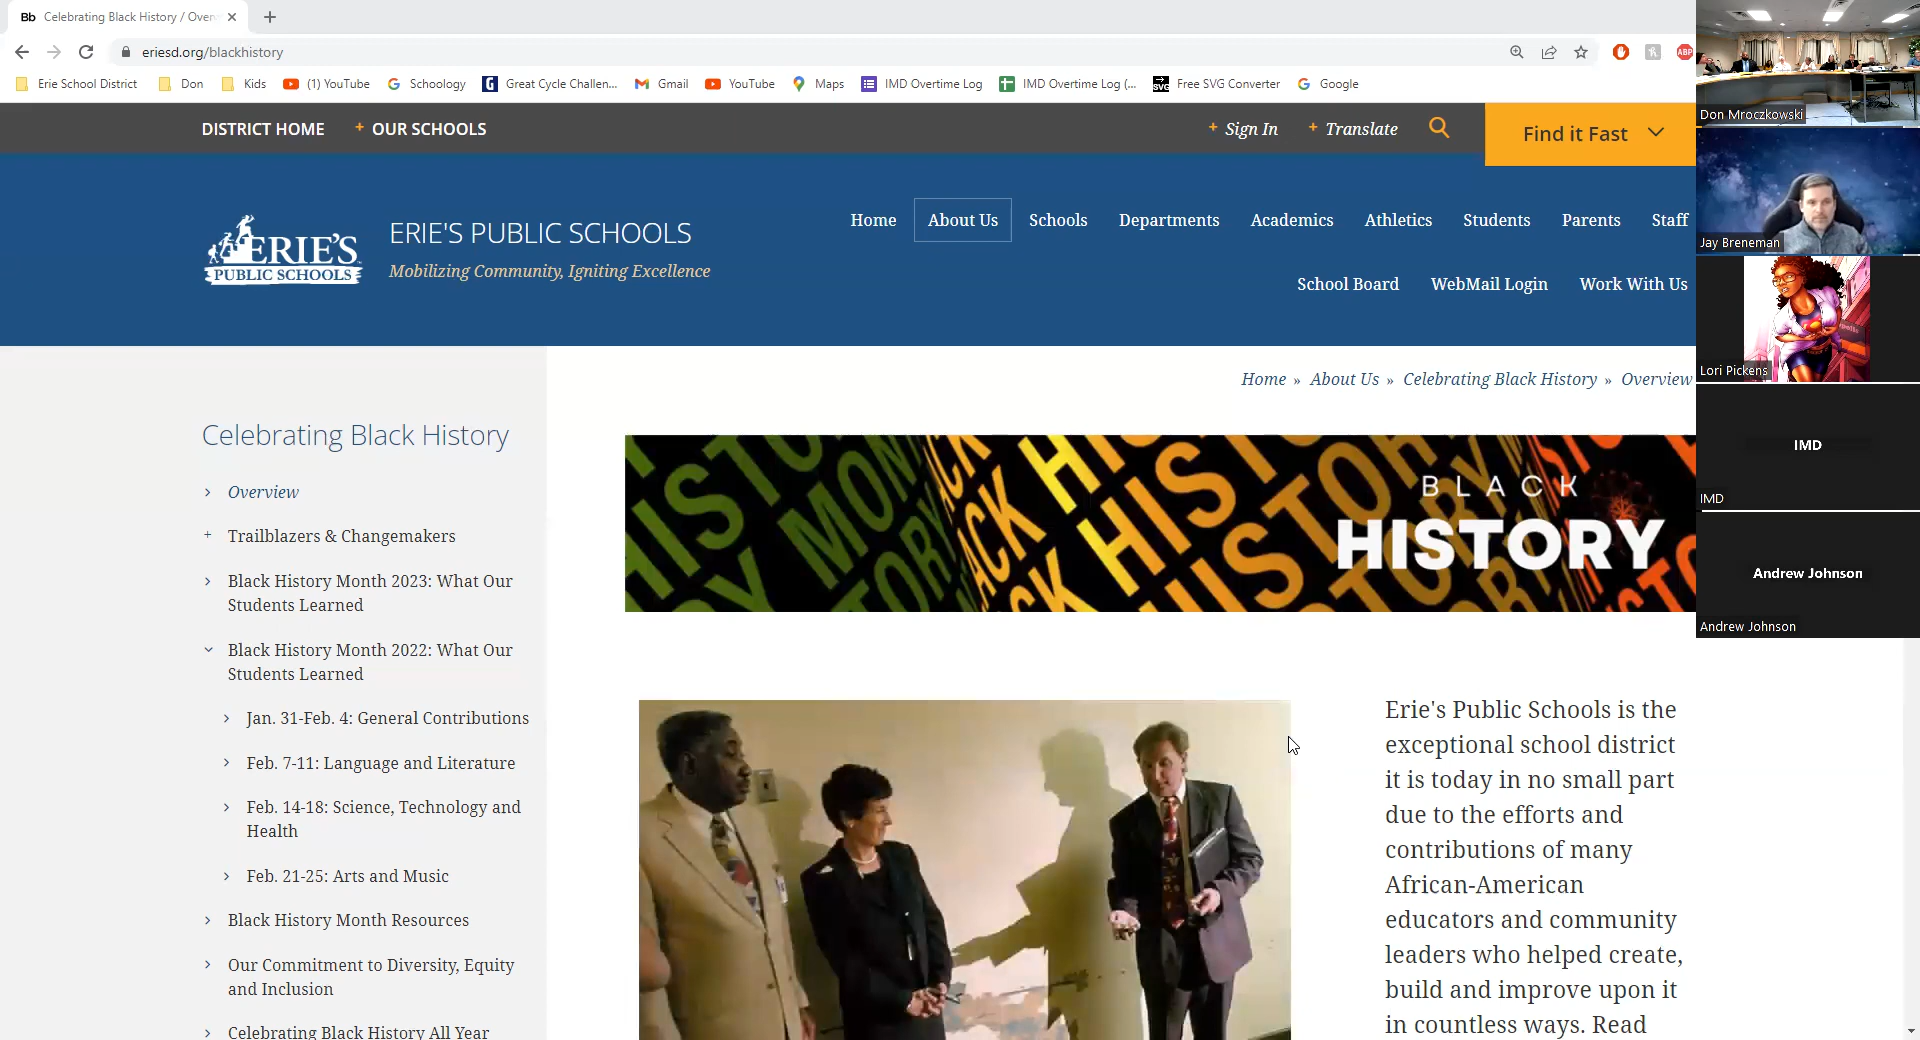 Bb Celebrating Black History / Over
eriesd.org/blackhistory
ABP
Erie School District Don Kids (1) YouTube Schoology Great Cycle Challen... Gmail YouTube Maps IMD Overtime Log IMD Overtime Log (... Free SVG Converter Google
DISTRICT HOME + OUR SCHOOLS + Sign In + Translate Find it Fast
ERIE'S
PUBLIC SCHOOLS
ERIE'S PUBLIC SCHOOLS
Mobilizing Community, Igniting Excellence
Home About Us Schools Departments Academics Athletics Students Parents Staff
School Board WebMail Login Work With Us
Home » About Us » Celebrating Black History » Overview
Celebrating Black History
Overview
+ Trailblazers & Changemakers
Black History Month 2023: What Our
Students Learned
Black History Month 2022: What Our
Students Learned
Jan. 31-Feb. 4: General Contributions
Feb. 7-11: Language and Literature
Feb. 14-18: Science, Technology and
Health
Feb. 21-25: Arts and Music
Black History Month Resources
Our Commitment to Diversity, Equity
and Inclusion
Celebrating Black History All Year
BLACK
HISTORY
Erie's Public Schools is the
exceptional school district
it is today in no small part
due to the efforts and
contributions of many
African-American
educators and community
leaders who helped create,
build and improve upon it
in countless ways. Read
Don Mroczkowski
Jay Breneman
Lori Pickens
IMD
IMD
Andrew Johnson
Andrew Johnson